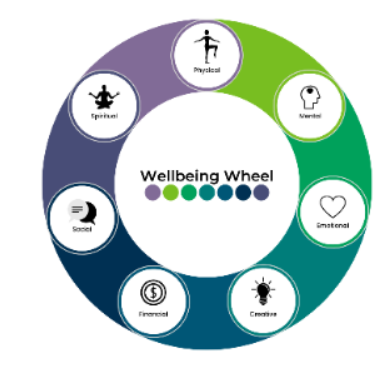 Physical
Mental
Emotional
Creative
Financial
Social
Spiritual
Wellbeing Wheel